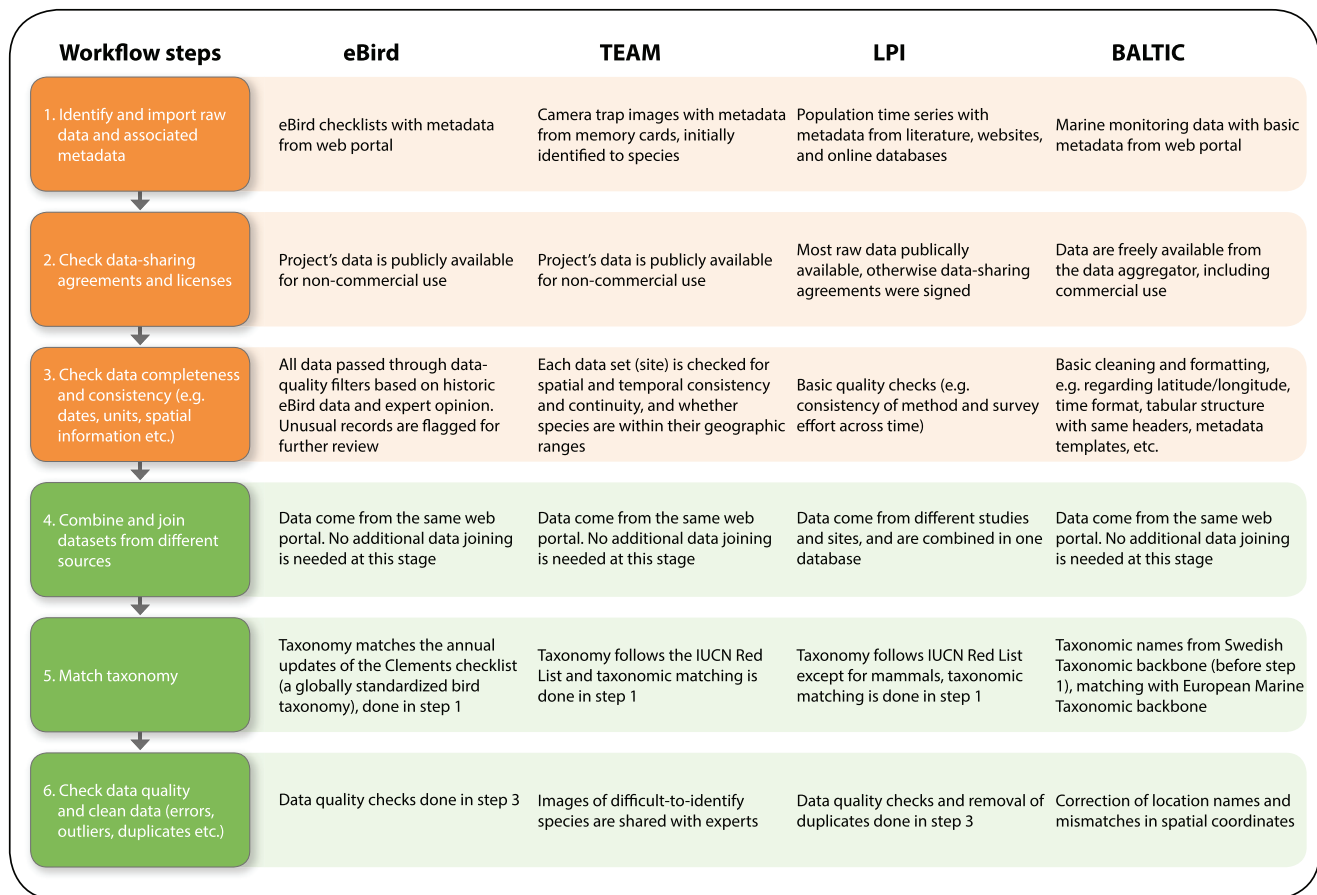 Workflow steps
eBird
TEAM
LPI
BALTIC
1. Identify and import raw
data and associated
metadata
eBird checklists with metadata
from web portal
Camera trap images with metadata
from memory cards, initially
identified to species
Population time series with
metadata from literature, websites,
and online databases
Marine monitoring data with basic
metadata from web portal
2. Check data-sharing
agreements and licenses
Project's data is publicly available
for non-commercial use
Project's data is publicly available
for non-commercial use
Most raw data publically
available, otherwise data-sharing
agreements were signed
Data are freely available from
the data aggregator, including
commercial use
3. Check data completeness
and consistency (e.g.
dates, units, spatial
information etc.)
All data passed through data-
quality filters based on historic
eBird data and expert opinion.
Unusual records are flagged for
further review
Each data set (site) is checked for
spatial and temporal consistency
and continuity, and whether
species are within their geographic
ranges
Basic quality checks (e.g.
consistency of method and survey
effort across time)
Basic cleaning and formatting,
e.g. regarding latitude/longitude,
time format, tabular structure
with same headers, metadata
templates, etc.
4. Combine and join
datasets from different
sources
Data come from the same web
portal. No additional data joining
is needed at this stage
Data come from the same web
portal. No additional data joining
is needed at this stage
Data come from different studies
and sites, and are combined in one
database
Data come from the same web
portal. No additional data joining
is needed at this stage
5. Match taxonomy
Taxonomy matches the annual
updates of the Clements checklist
(a globally standardized bird
taxonomy), done in step 1
Taxonomy follows the IUCN Red
List and taxonomic matching is
done in step 1
Taxonomy follows IUCN Red List
except for mammals, taxonomic
matching is done in step 1
Taxonomic names from Swedish
Taxonomic backbone (before step
1), matching with European Marine
Taxonomic backbone
6. Check data quality
and clean data (errors,
outliers, duplicates etc.)
Data quality checks done in step 3
Images of difficult-to-identify
species are shared with experts
Data quality checks and removal of
duplicates done in step 3
Correction of location names and
mismatches in spatial coordinates